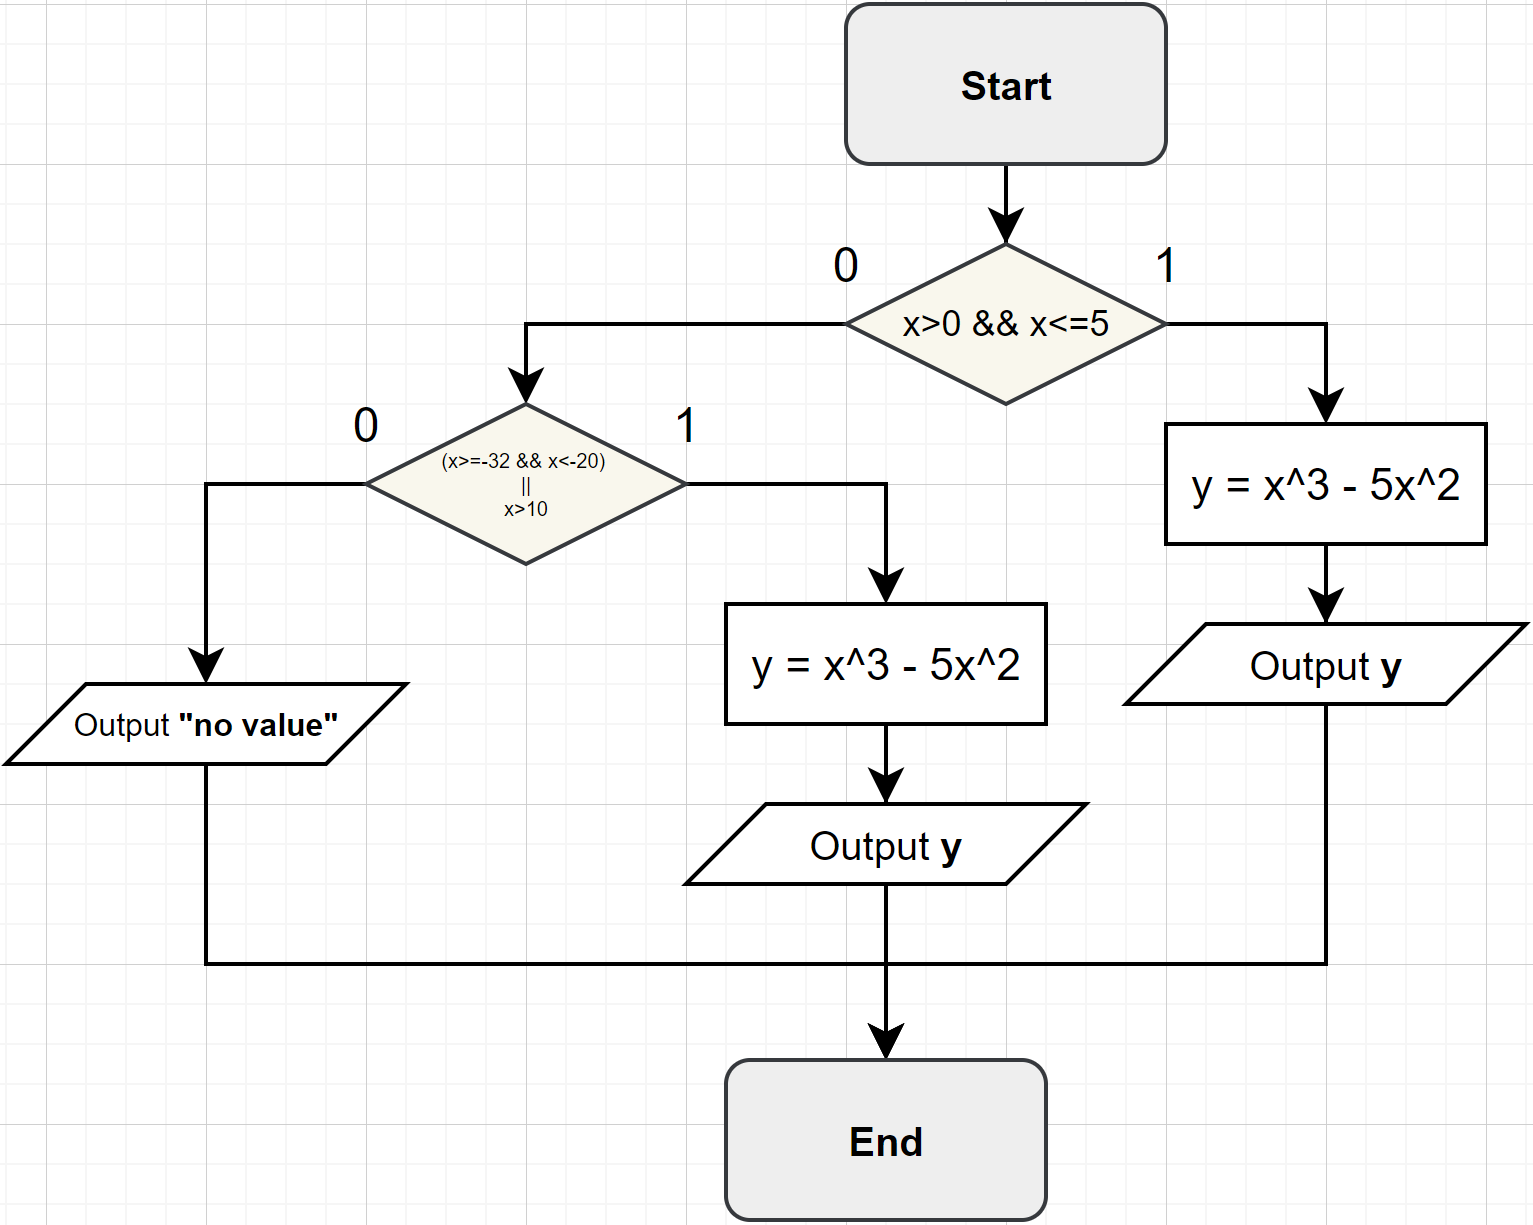 Start
0
1
x>0 && x<=5
0
1
(x>=-32 && x<-20)
||
x>10
y = x^3 - 5x^2
y = x^3 - 5x^2
Output y
Output "no value"
Output y
End